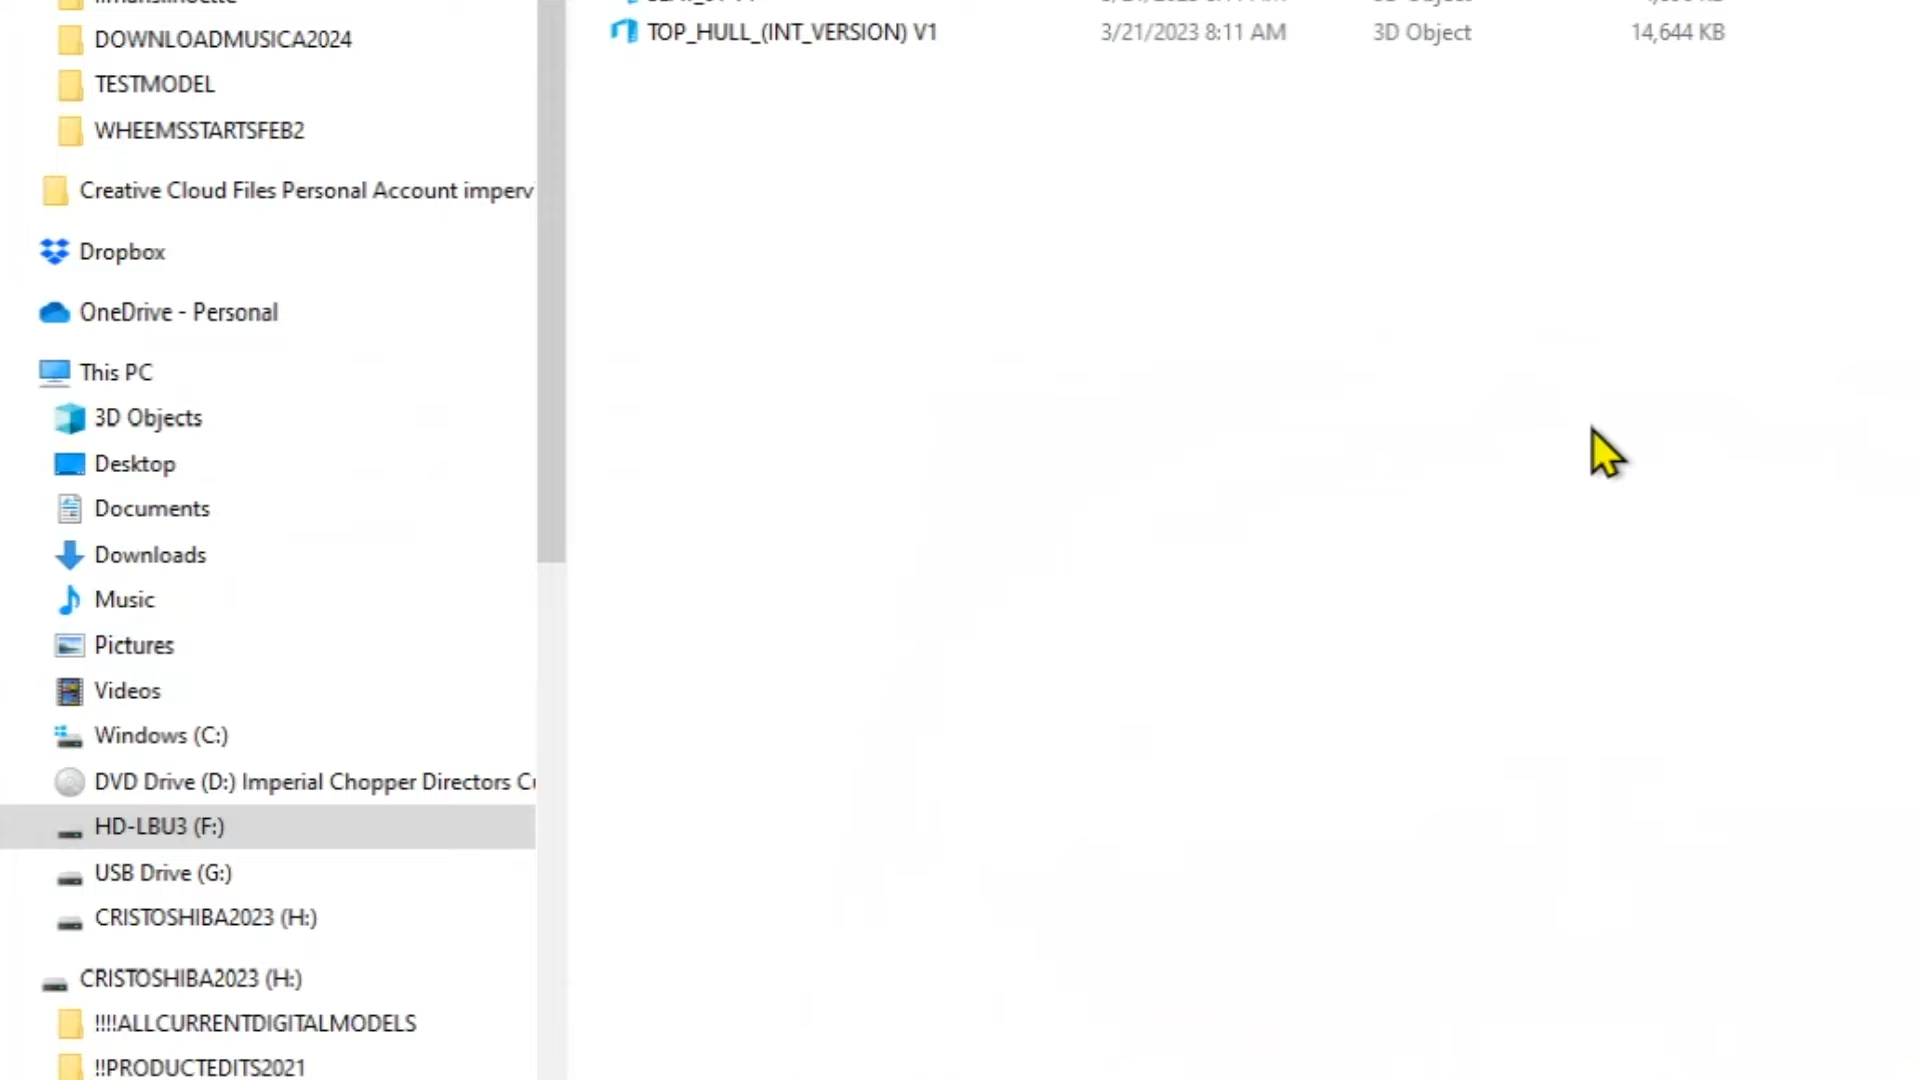 DOWNLOADMUSICA2024
TESTMODEL
WHEEMSSTARTSFEB2
Creative Cloud Files Personal Account imperv
Dropbox
OneDrive - Personal
This PC
3D Objects
Desktop
Documents
Downloads
Music
Pictures
Videos
Windows (C:)
DVD Drive (D:) Imperial Chopper Directors Cu
HD-LBU3 (F:)
USB Drive (G:)
CRISTOSHIBA2023 (H:)
CRISTOSHIBA2023 (H:)
!!!!ALLCURRENTDIGITALMODELS
!!PRODUCTEDITS2021
TOP_HULL_(INT_VERSION) V1 3/21/2023 8:11 AM 3D Object 14,644 KB